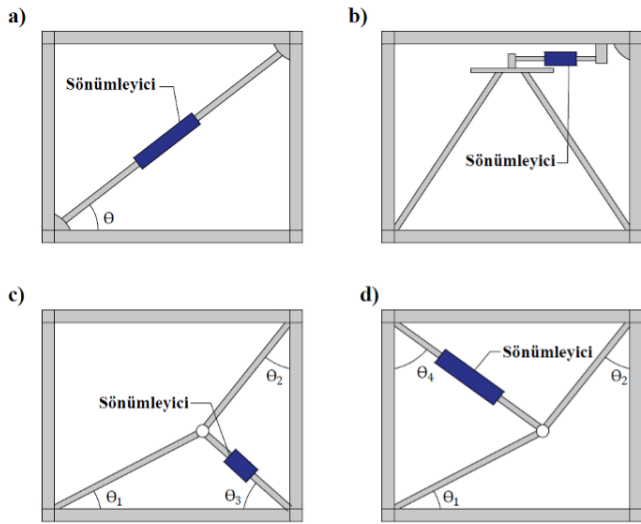 a)
Sönümleyici
Θ
b)
Sönümleyici
c)
Sönümleyici
Θ2
Θ1
Θ3
d)
Sönümleyici
Θ4
Θ2
Θ1